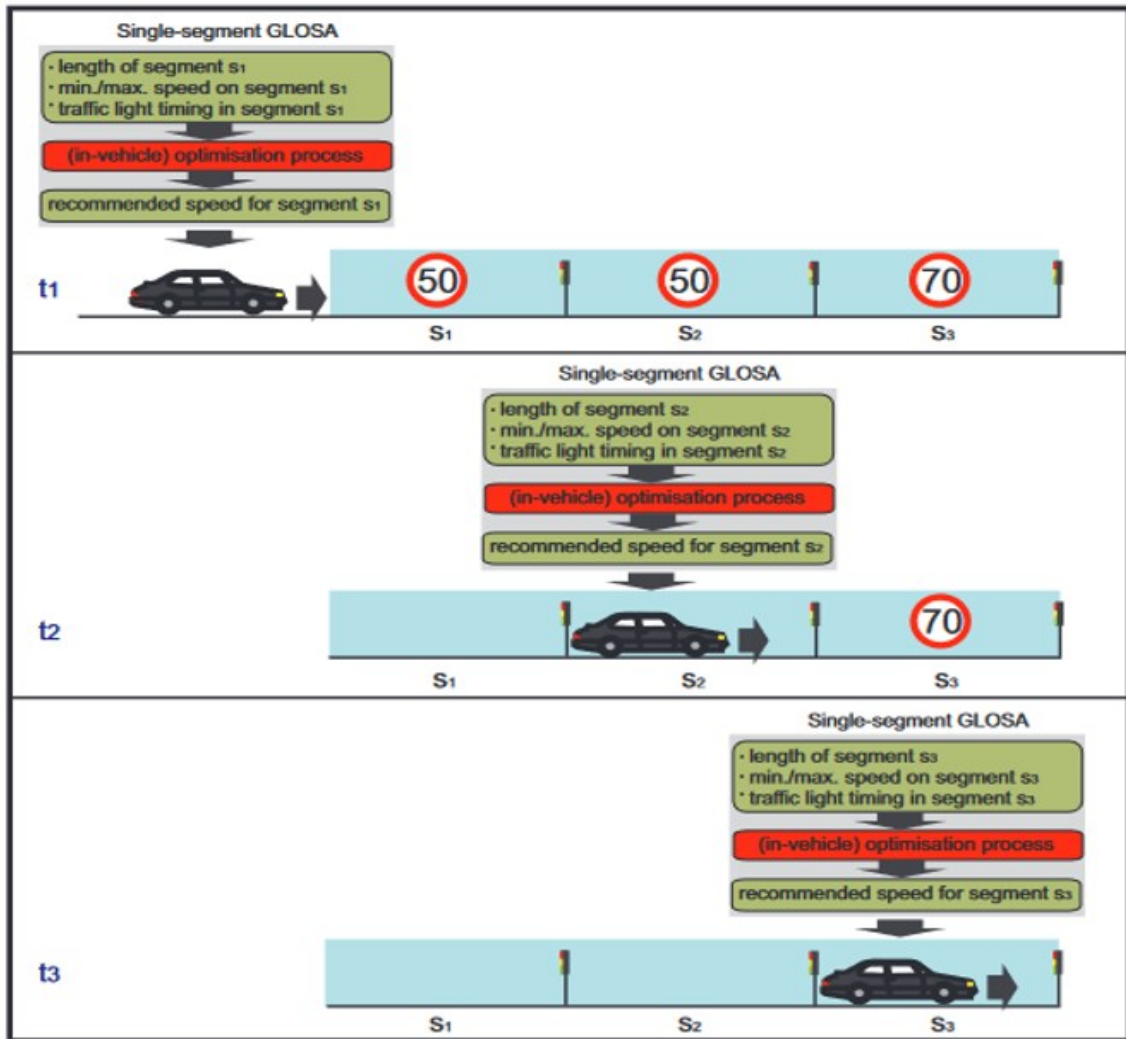 Single-segment GLOSA
· length of segment s1
· min./max. speed on segment s1
· traffic light timing in segment s1
(in-vehicle) optimisation process
recommended speed for segment s1
t1
50
50
70
S1
S2
S3
Single-segment GLOSA
· length of segment s2
· min./max. speed on segment s2
· traffic light timing in segment s2
(in-vehicle) optimisation process
recommended speed for segment s2
t2
70
S1
S2
S3
Single-segment GLOSA
· length of segment s3
· min./max. speed on segment s3
· traffic light timing in segment s3
(in-vehicle) optimisation process
recommended speed for segment s3
t3
S1
S2
S3